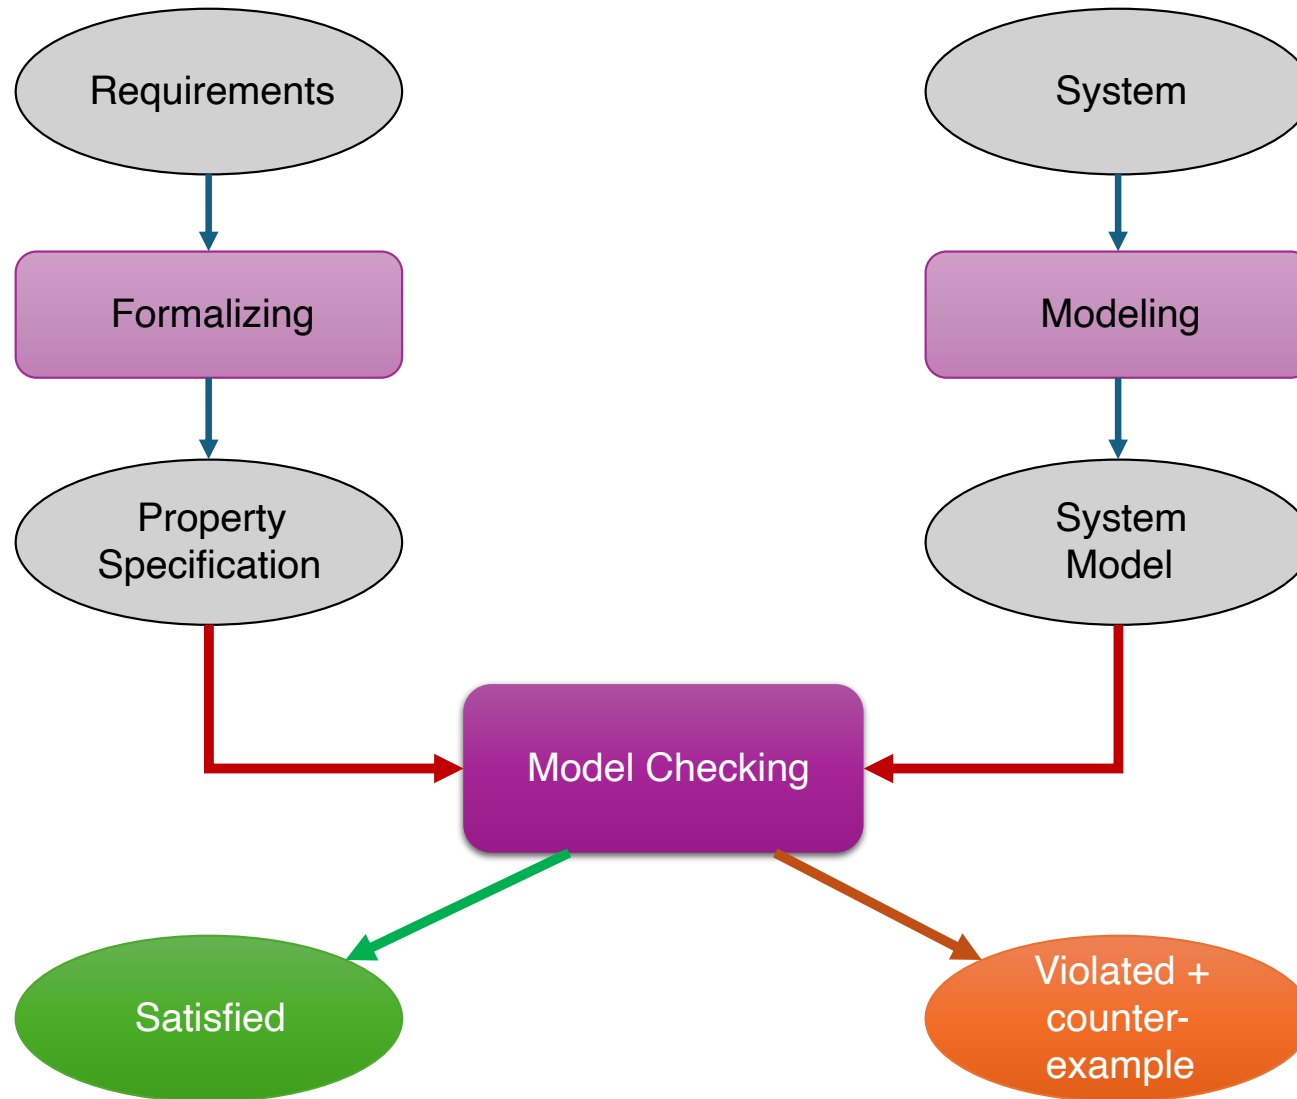 Requirements
System
Formalizing
Modeling
Property
Specification
System
Model
Model Checking
Satisfied
Violated +
counter-
example